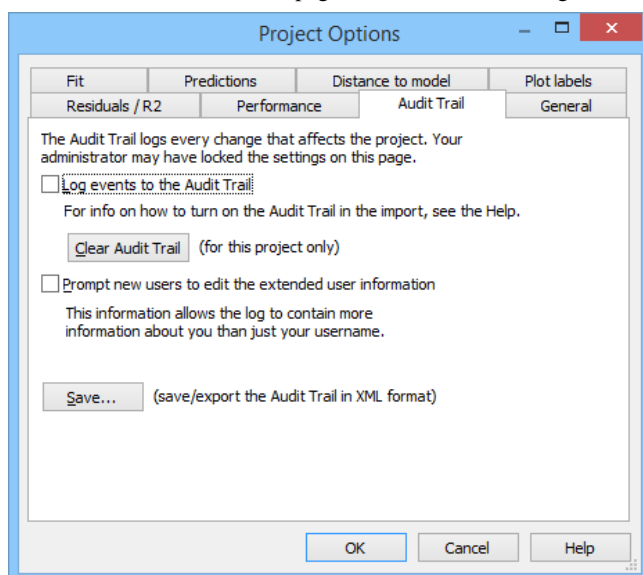 Project Options
Fit
Predictions
Distance to model
Plot labels
Residuals / R2
Performance
Audit Trail
General
The Audit Trail logs every change that affects the project. Your
administrator may have locked the settings on this page.
Log events to the Audit Trail
For info on how to turn on the Audit Trail in the import, see the Help.
Clear Audit Trail (for this project only)
Prompt new users to edit the extended user information
This information allows the log to contain more
information about you than just your username.
Save... (save/export the Audit Trail in XML format)
OK
Cancel
Help